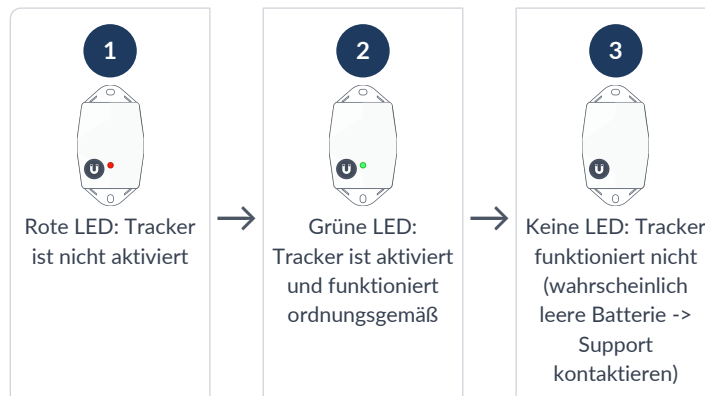 1
Rote LED: Tracker
ist nicht aktiviert
→
2
Grüne LED:
Tracker ist aktiviert
und funktioniert
ordnungsgemäß
→
3
Keine LED: Tracker
funktioniert nicht
(wahrscheinlich
leere Batterie ->
Support
kontaktieren)